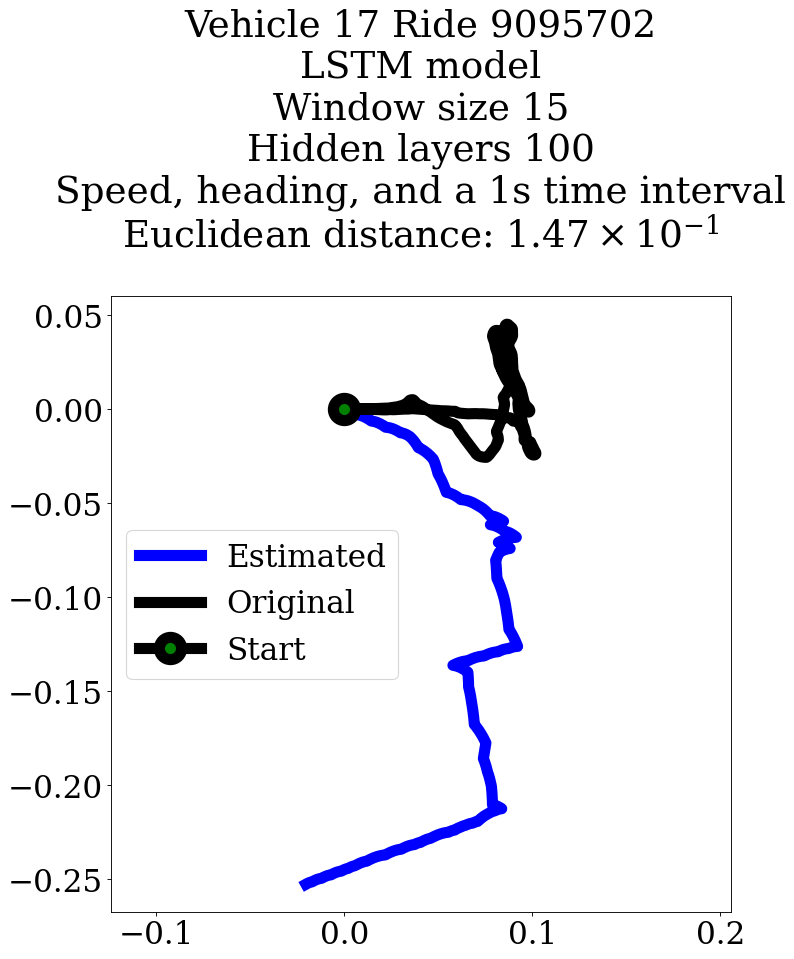 Vehicle 17 Ride 9095702
LSTM model
Window size 15
Hidden layers 100
Speed, heading, and a 1s time interval
Euclidean distance: 1.47 × 10⁻¹
0.05
0.00
−0.05
−0.10
−0.15
−0.20
−0.25
Estimated
Original
Start
−0.1 0.0 0.1 0.2